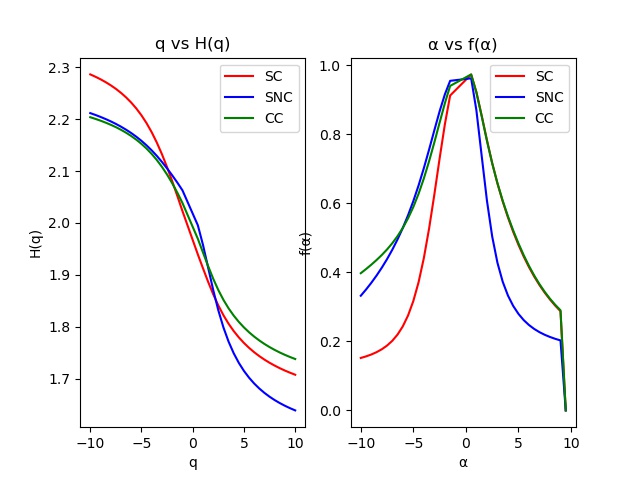 q vs H(q)
2.3
2.2
2.1
2.0
1.9
1.8
1.7
H(q)
−10
−5
0
5
10
q
SC
SNC
CC
α vs f(α)
1.0
0.8
0.6
0.4
0.2
0.0
f(α)
−10
−5
0
5
10
α
SC
SNC
CC